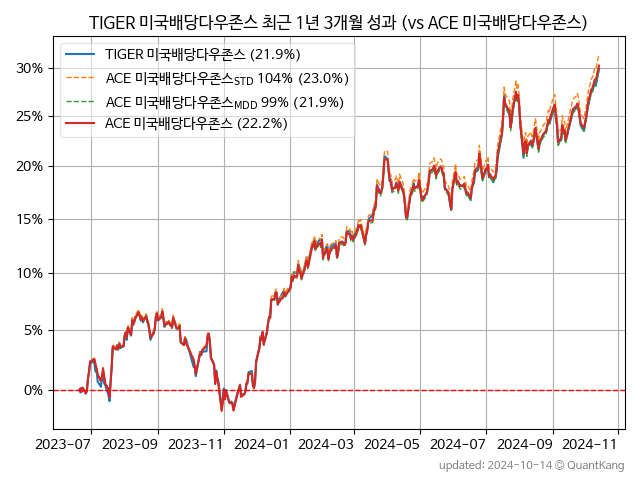 TIGER 미국배당다우존스 최근 1년 3개월 성과 (vs ACE 미국배당다우존스)
TIGER 미국배당다우존스 (21.9%)
ACE 미국배당다우존스STD 104% (23.0%)
ACE 미국배당다우존스MDD 99% (21.9%)
ACE 미국배당다우존스 (22.2%)
30%
25%
20%
15%
10%
5%
0%
2023-07 2023-09 2023-11 2024-01 2024-03 2024-05 2024-07 2024-09 2024-11
updated: 2024-10-14 © QuantKang